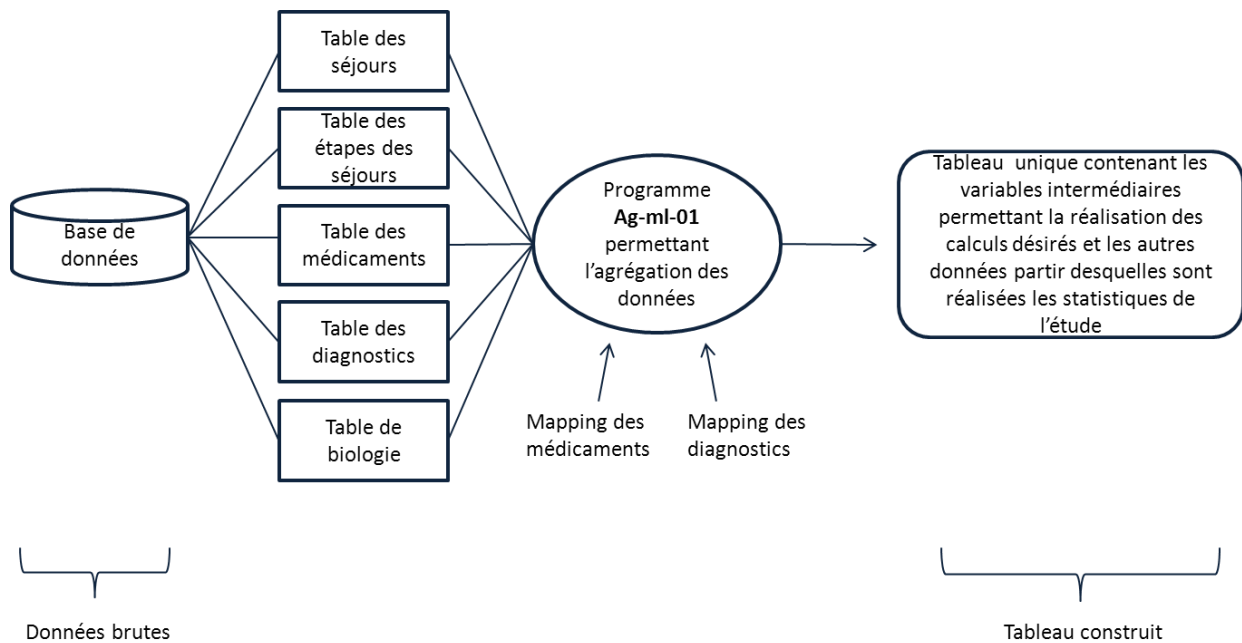 Base de
données
Table des
séjours
Table des
étapes des
séjours
Table des
médicaments
Table des
diagnostics
Table de
biologie
Programme
Ag-ml-01
permettant
l’agrégation des
données
Mapping des
médicaments
Mapping des
diagnostics
Tableau unique contenant les
variables intermédiaires
permettant la réalisation des
calculs désirés et les autres
données partir desquelles sont
réalisées les statistiques de
l’étude
Données brutes
Tableau construit